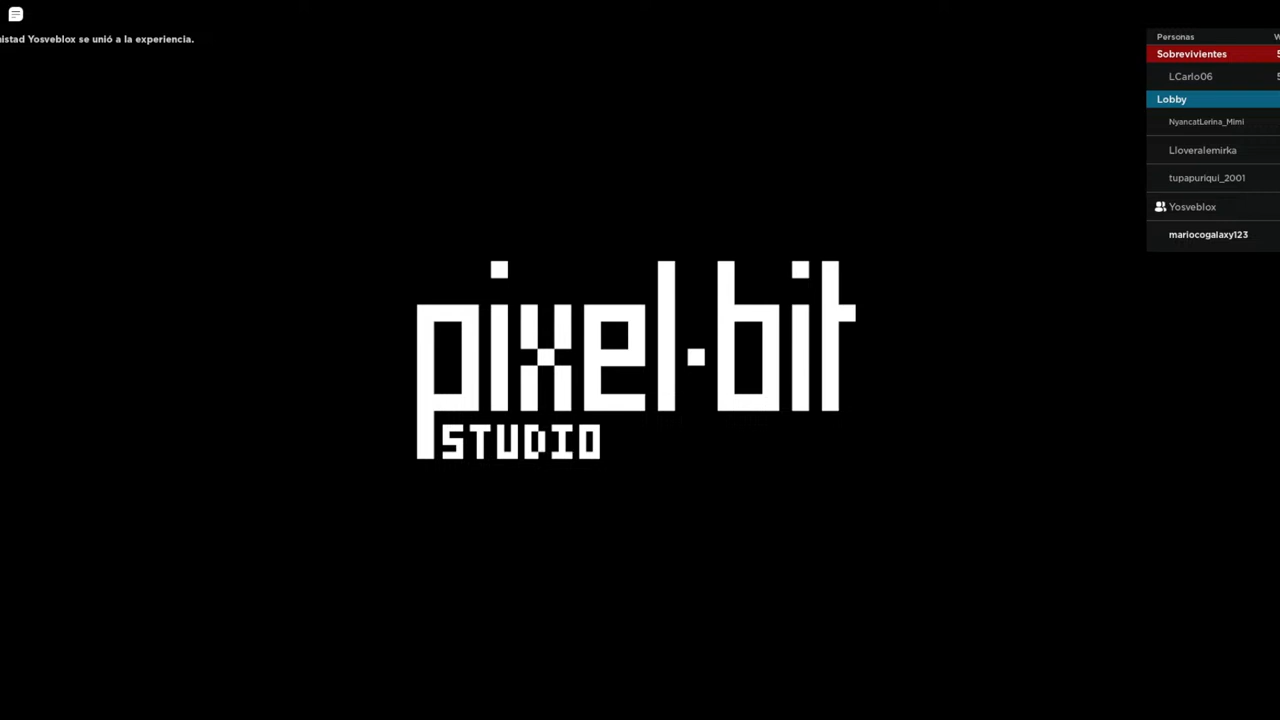 istad Yosveblox se unió a la experiencia.
Personas
Sobrevivientes
LCarlo06
Lobby
NyancatLerina_Mimi
Lloveralemirka
tupapuriqui_2001
Yosveblox
mariocogalaxy123
pixel·bit
STUDIO